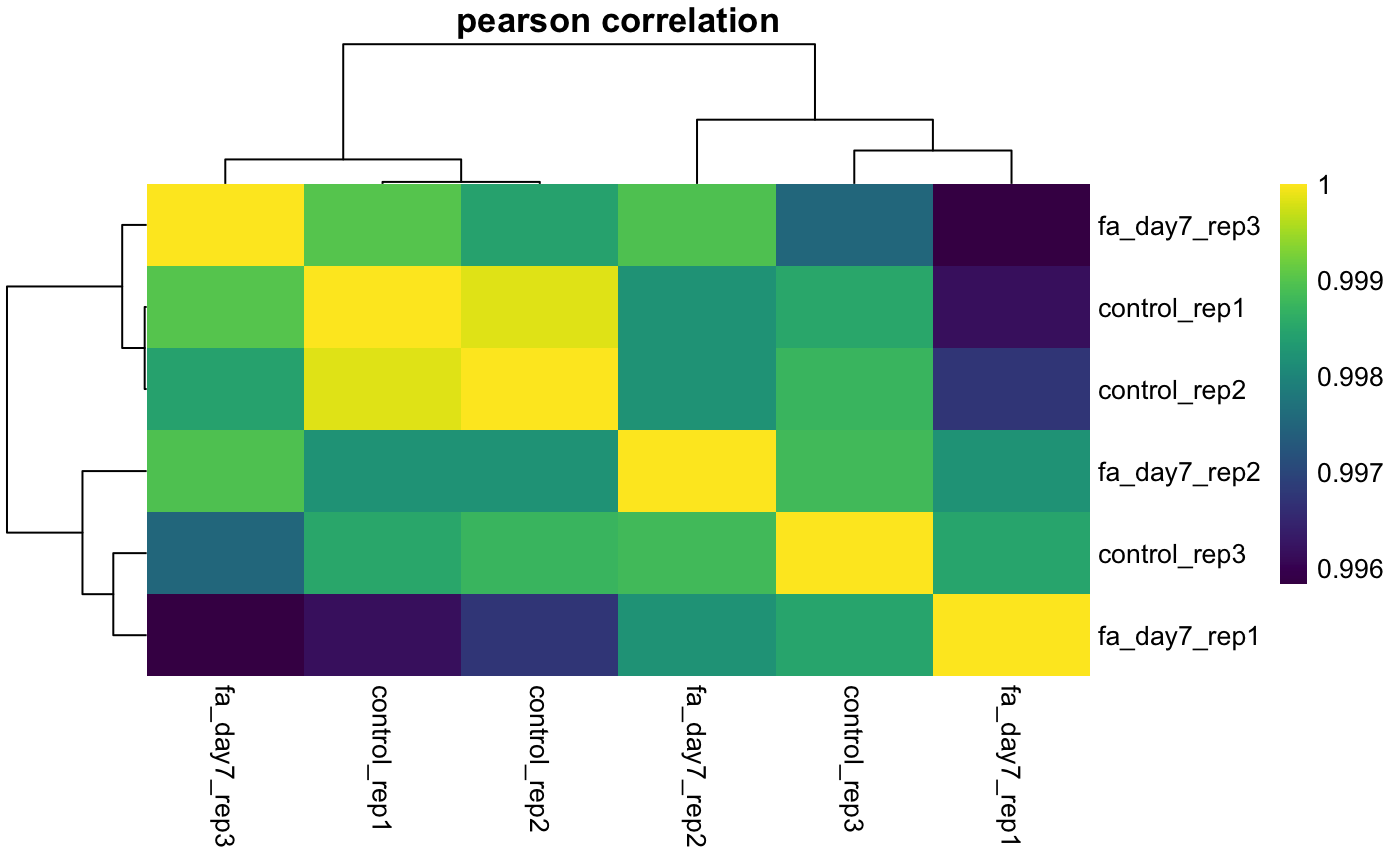 pearson correlation
1
fa_day7_rep3
0.999
control_rep1
0.998
control_rep2
0.997
fa_day7_rep2
control_rep3
0.996
fa_day7_rep1
fa_day7_rep3
control_rep1
control_rep2
fa_day7_rep2
control_rep3
fa_day7_rep1